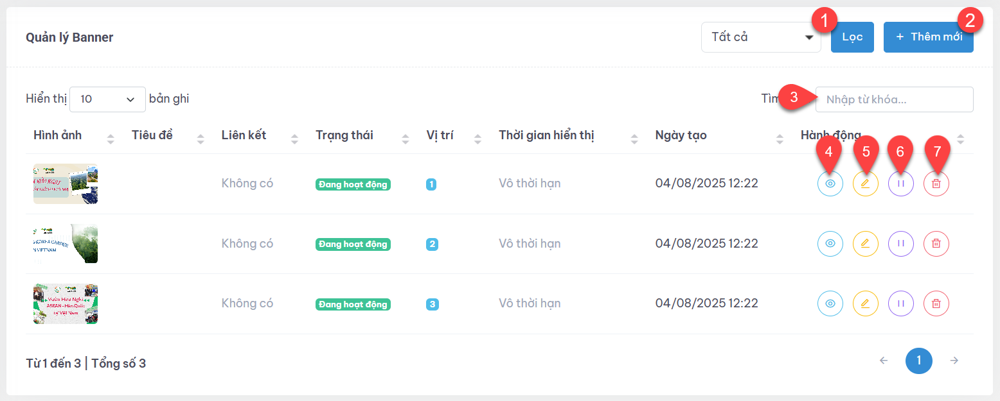 Quản lý Banner
Tất cả
1
Lọc
+ Thêm mới
2
Hiển thị 10 bản ghi
Tìm
3
Nhập từ khóa...
Hình ảnh Tiêu đề Liên kết Trạng thái Vị trí Thời gian hiển thị Ngày tạo Hành động
4 5 6 7
Không có Đang hoạt động 1 Vô thời hạn 04/08/2025 12:22
KOREA GARDEN
N VIETNAM
Không có Đang hoạt động 2 Vô thời hạn 04/08/2025 12:22
Vườn Hữu Nghị
ASEAN - Hàn Quốc
tại Việt Nam
Không có Đang hoạt động 3 Vô thời hạn 04/08/2025 12:22
Từ 1 đến 3 | Tổng số 3
1